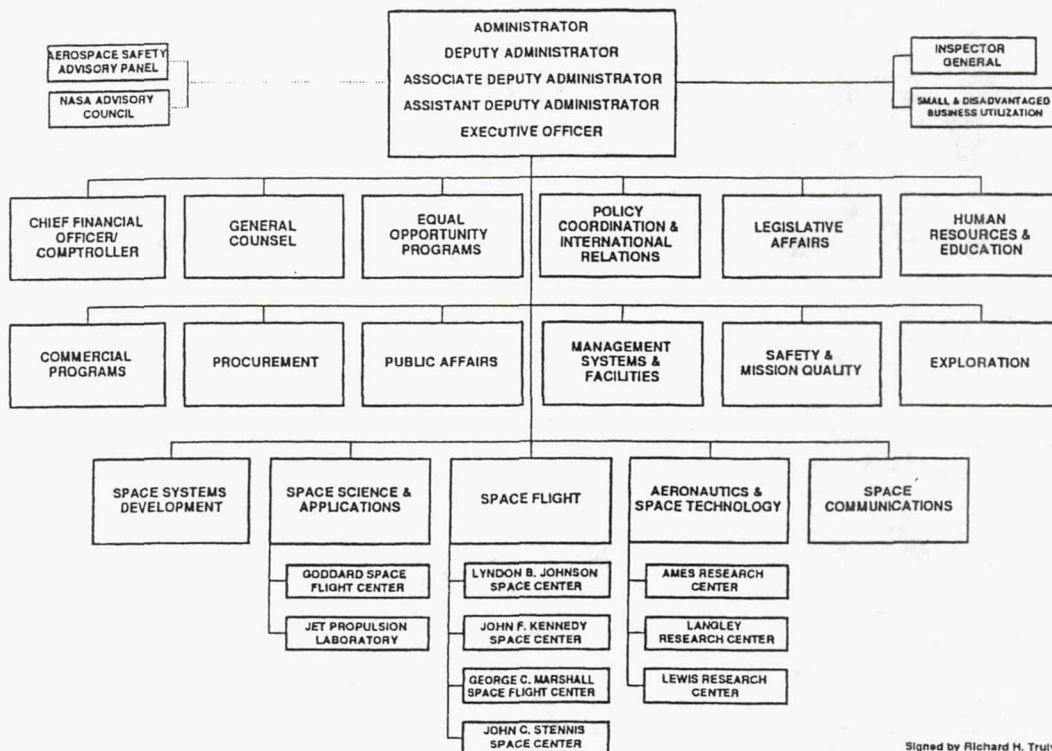 ADMINISTRATOR
DEPUTY ADMINISTRATOR
ASSOCIATE DEPUTY ADMINISTRATOR
ASSISTANT DEPUTY ADMINISTRATOR
EXECUTIVE OFFICER
AEROSPACE SAFETY
ADVISORY PANEL
NASA ADVISORY
COUNCIL
INSPECTOR
GENERAL
SMALL & DISADVANTAGED
BUSINESS UTILIZATION
CHIEF FINANCIAL
OFFICER/
COMPTROLLER
GENERAL
COUNSEL
EQUAL
OPPORTUNITY
PROGRAMS
POLICY
COORDINATION &
INTERNATIONAL
RELATIONS
LEGISLATIVE
AFFAIRS
HUMAN
RESOURCES &
EDUCATION
COMMERCIAL
PROGRAMS
PROCUREMENT
PUBLIC AFFAIRS
MANAGEMENT
SYSTEMS &
FACILITIES
SAFETY &
MISSION QUALITY
EXPLORATION
SPACE SYSTEMS
DEVELOPMENT
SPACE SCIENCE &
APPLICATIONS
SPACE FLIGHT
AERONAUTICS &
SPACE TECHNOLOGY
SPACE
COMMUNICATIONS
GODDARD SPACE
FLIGHT CENTER
JET PROPULSION
LABORATORY
LYNDON B. JOHNSON
SPACE CENTER
JOHN F. KENNEDY
SPACE CENTER
GEORGE C. MARSHALL
SPACE FLIGHT CENTER
JOHN C. STENNIS
SPACE CENTER
AMES RESEARCH
CENTER
LANGLEY
RESEARCH CENTER
LEWIS RESEARCH
CENTER
Signed by Richard H. Truly